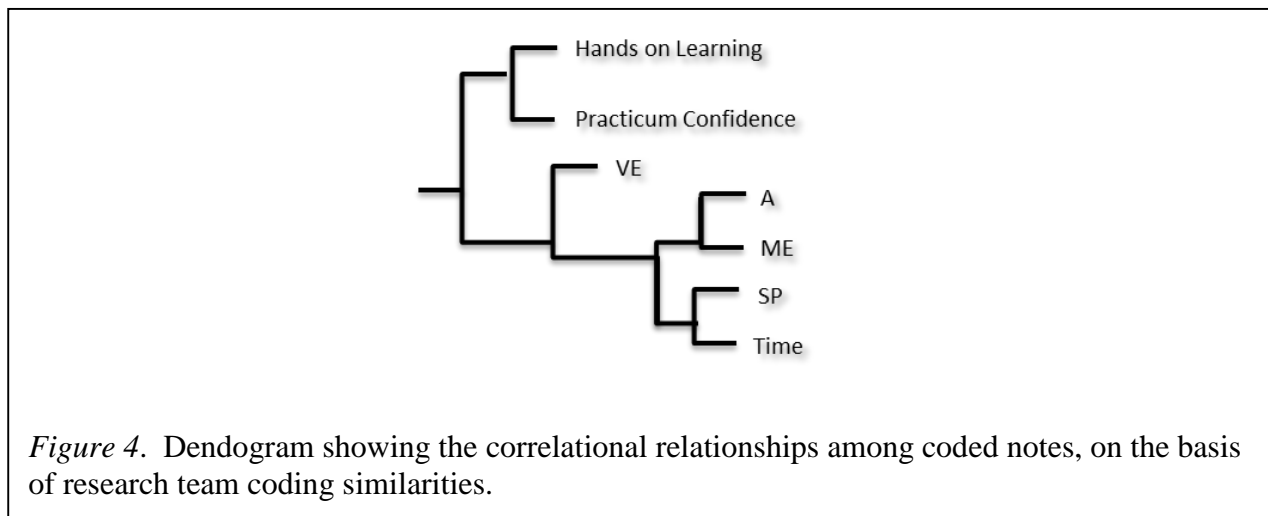 Hands on Learning
Practicum Confidence
VE
A
ME
SP
Time
Figure 4. Dendogram showing the correlational relationships among coded notes, on the basis
of research team coding similarities.